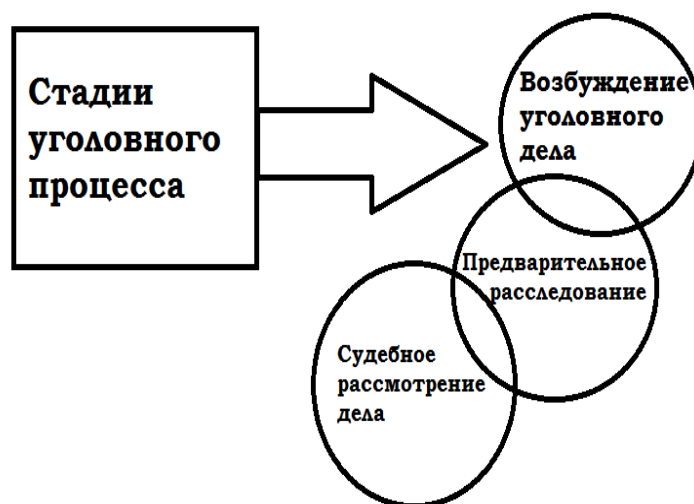 Стадии
уголовного
процесса
Возбуждение
уголовного
дела
Предварительное
расследование
Судебное
рассмотрение
дела